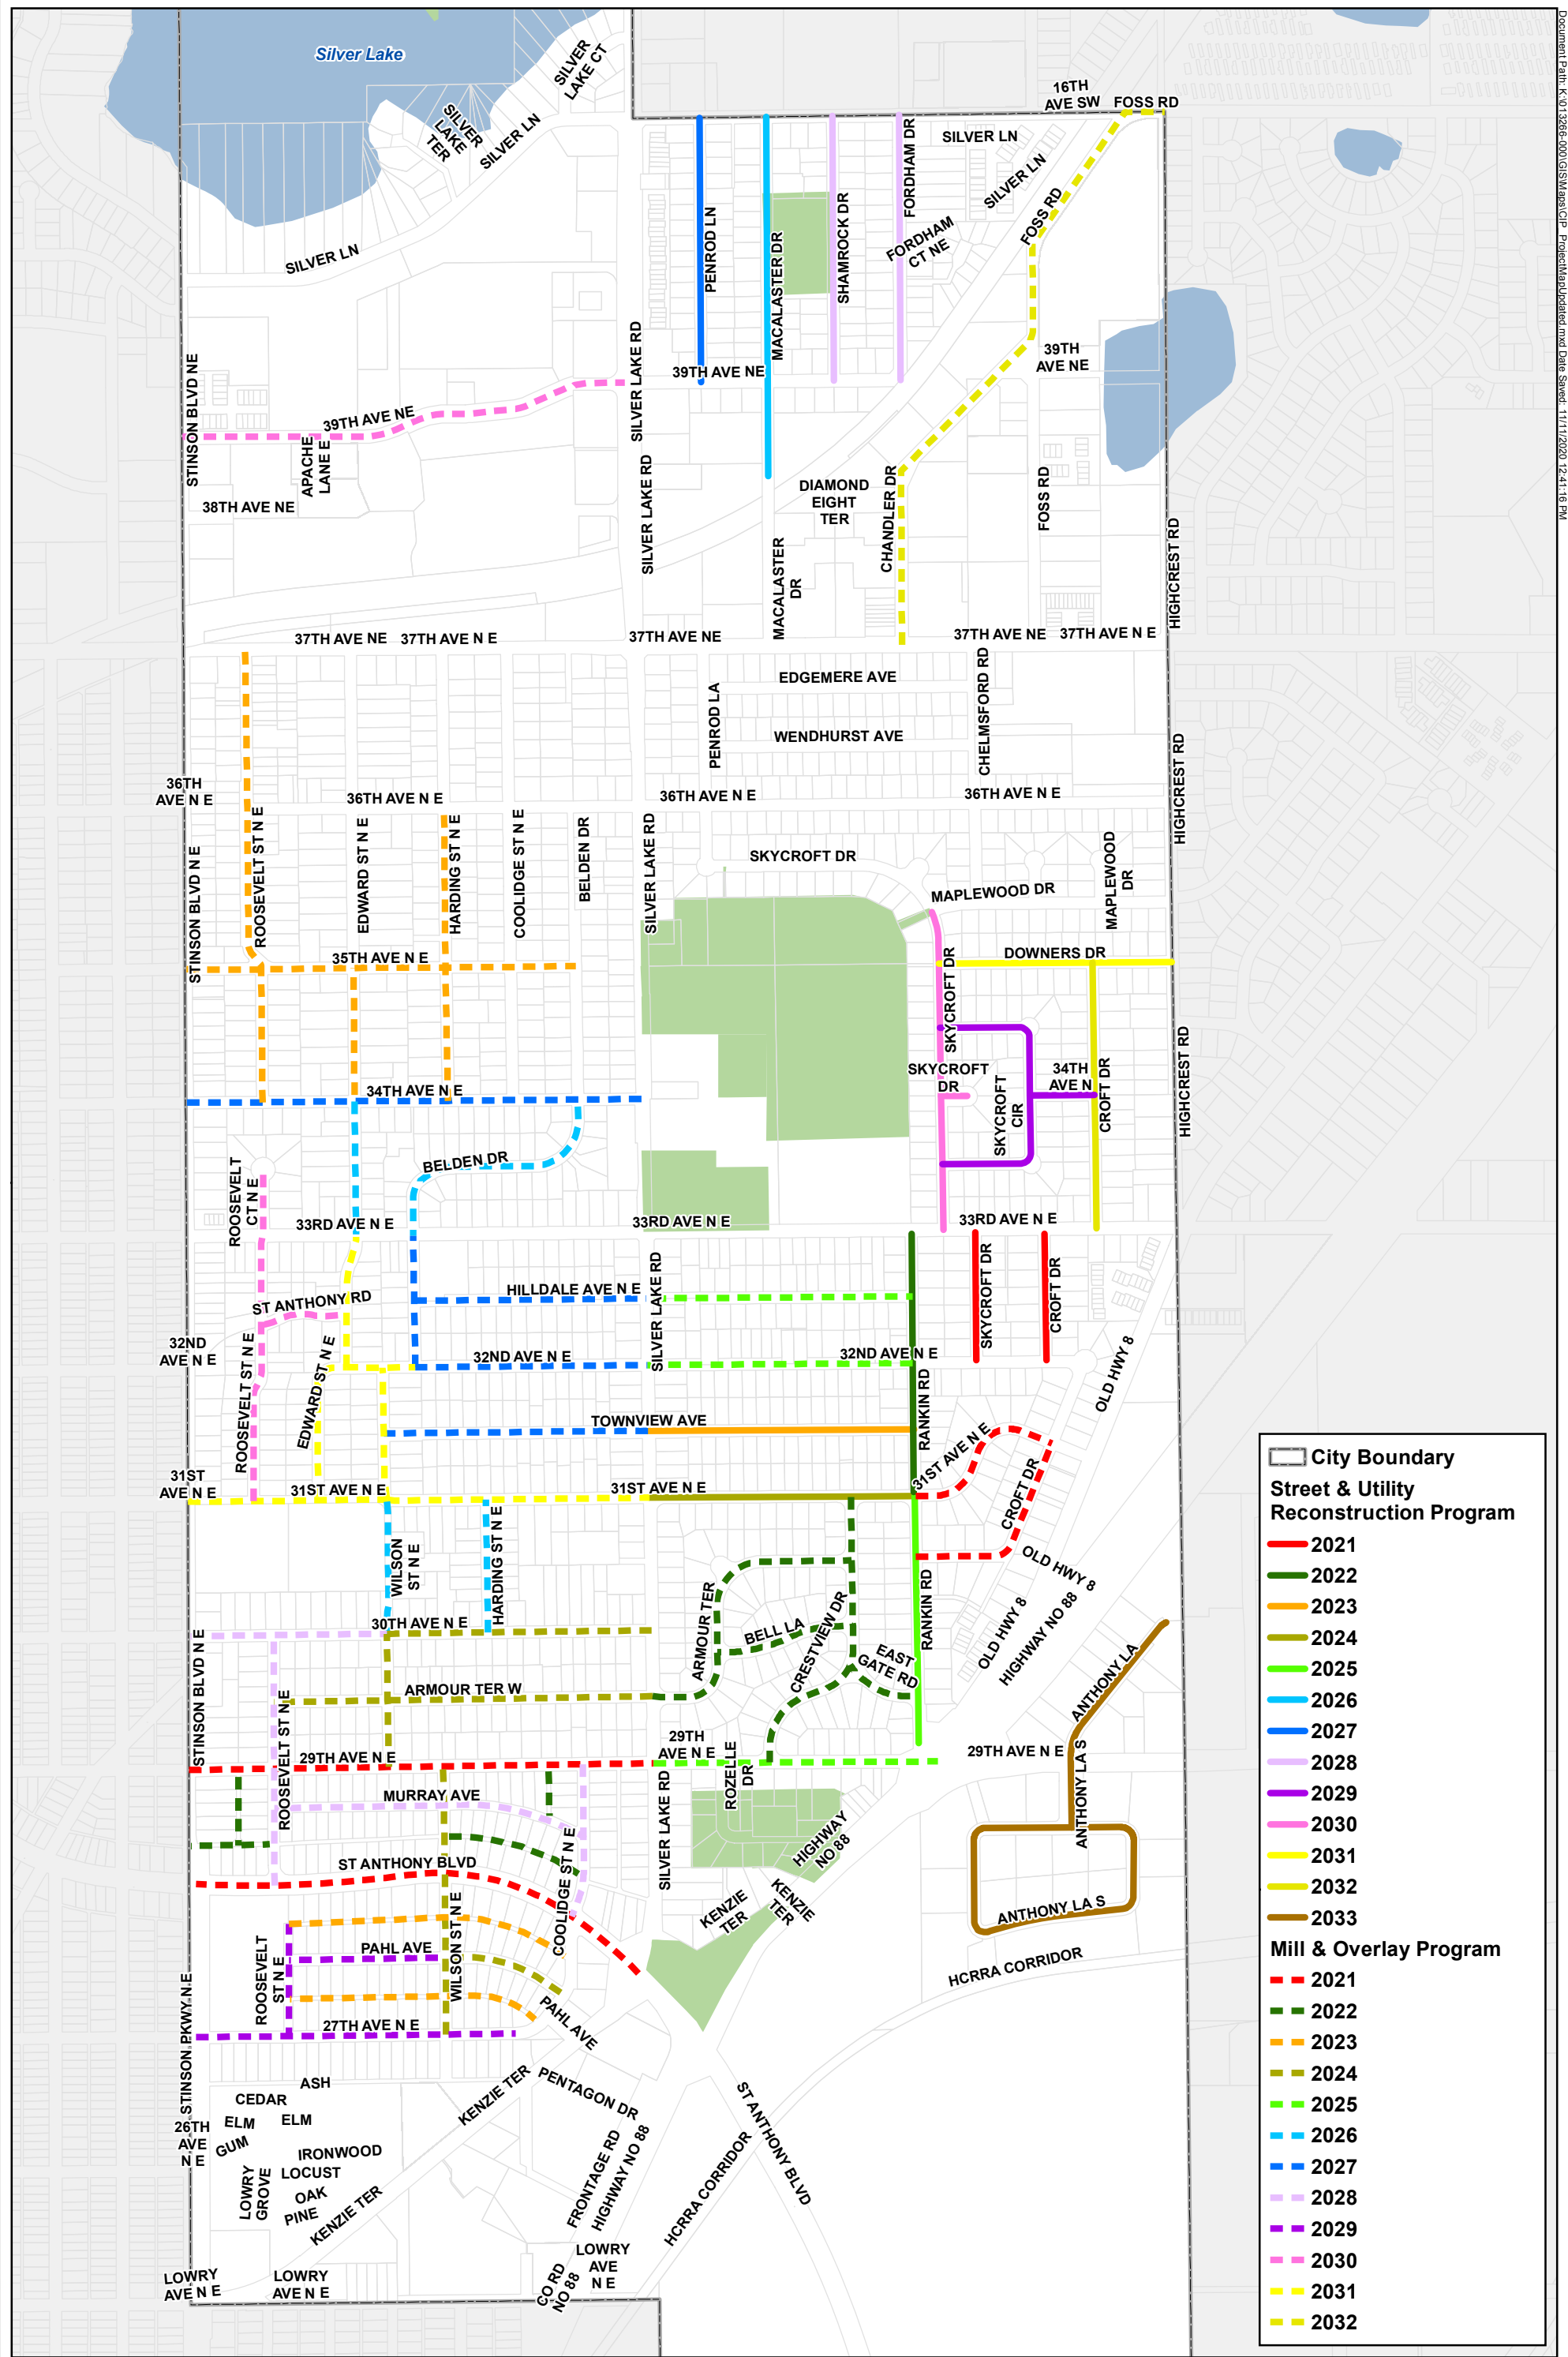 Document Path: K:\013266-000\GIS\Maps\CIP_ProjectMapUpdated.mxd Date Saved: 11/11/2020 12:41:16 PM
Silver Lake
SILVER
LAKE CT
SILVER
LAKE
TER
SILVER LN
SILVER LN
16TH
AVE SW
FOSS RD
SILVER LN
SILVER LN
FORDHAM DR
FORDHAM
CT NE
FOSS RD
PENROD LN
MACALASTER DR
SHAMROCK DR
STINSON BLVD NE
39TH AVE NE
APACHE
LANE E
38TH AVE NE
SILVER LAKE RD
39TH AVE NE
39TH
AVE NE
SILVER LAKE RD
DIAMOND
EIGHT
TER
CHANDLER DR
FOSS RD
MACALASTER
DR
HIGHCREST RD
37TH AVE NE
37TH AVE N E
37TH AVE NE
37TH AVE NE
37TH AVE N E
EDGEMERE AVE
PENROD LA
WENDHURST AVE
CHELMSFORD RD
HIGHCREST RD
36TH
AVE N E
36TH AVE N E
36TH AVE N E
36TH AVE N E
STINSON BLVD N E
ROOSEVELT ST N E
EDWARD ST N E
HARDING ST N E
COOLIDGE ST N E
BELDEN DR
SILVER LAKE RD
SKYCROFT DR
MAPLEWOOD DR
MAPLEWOOD
DR
35TH AVE N E
DOWNERS DR
SKYCROFT DR
SKYCROFT
DR
SKYCROFT
CIR
34TH
AVE N
CROFT DR
HIGHCREST RD
34TH AVE N E
BELDEN DR
ROOSEVELT
CT N E
33RD AVE N E
33RD AVE N E
33RD AVE N E
ST ANTHONY RD
HILLDALE AVE N E
SILVER LAKE RD
SKYCROFT DR
CROFT DR
32ND
AVE N E
32ND AVE N E
32ND AVE N E
OLD HWY 8
ROOSEVELT ST N E
EDWARD ST N E
TOWNVIEW AVE
RANKIN RD
31ST AVE N E
CROFT DR
31ST
AVE N E
31ST AVE N E
31ST AVE N E
WILSON
ST N E
HARDING ST N E
OLD HWY 8
30TH AVE N E
ARMOUR TER
BELL LA
CRESTVIEW DR
EAST
GATE RD
RANKIN RD
OLD HWY 8
HIGHWAY NO 88
STINSON BLVD N E
ROOSEVELT ST N E
ARMOUR TER W
ANTHONY LA
29TH AVE N E
29TH
AVE N E
29TH AVE N E
ROZELLE
DR
ANTHONY LA S
MURRAY AVE
SILVER LAKE RD
HIGHWAY
NO 88
ST ANTHONY BLVD
COOLIDGE ST N E
KENZIE
TER
KENZIE
TER
ANTHONY LA S
HCRRA CORRIDOR
ROOSEVELT
ST N E
PAHL AVE
WILSON ST N E
STINSON PKWY N E
27TH AVE N E
PAHL AVE
KENZIE TER
PENTAGON DR
ST ANTHONY BLVD
ASH
CEDAR
ELM
ELM
26TH
AVE
N E
GUM
IRONWOOD
LOCUST
LOWRY
GROVE
OAK
PINE
KENZIE TER
FRONTAGE RD
HIGHWAY NO 88
HCRRA CORRIDOR
LOWRY
AVE N E
LOWRY
AVE N E
CO RD
NO 88
LOWRY
AVE
N E
City Boundary
Street & Utility
Reconstruction Program
2021
2022
2023
2024
2025
2026
2027
2028
2029
2030
2031
2032
2033
Mill & Overlay Program
2021
2022
2023
2024
2025
2026
2027
2028
2029
2030
2031
2032